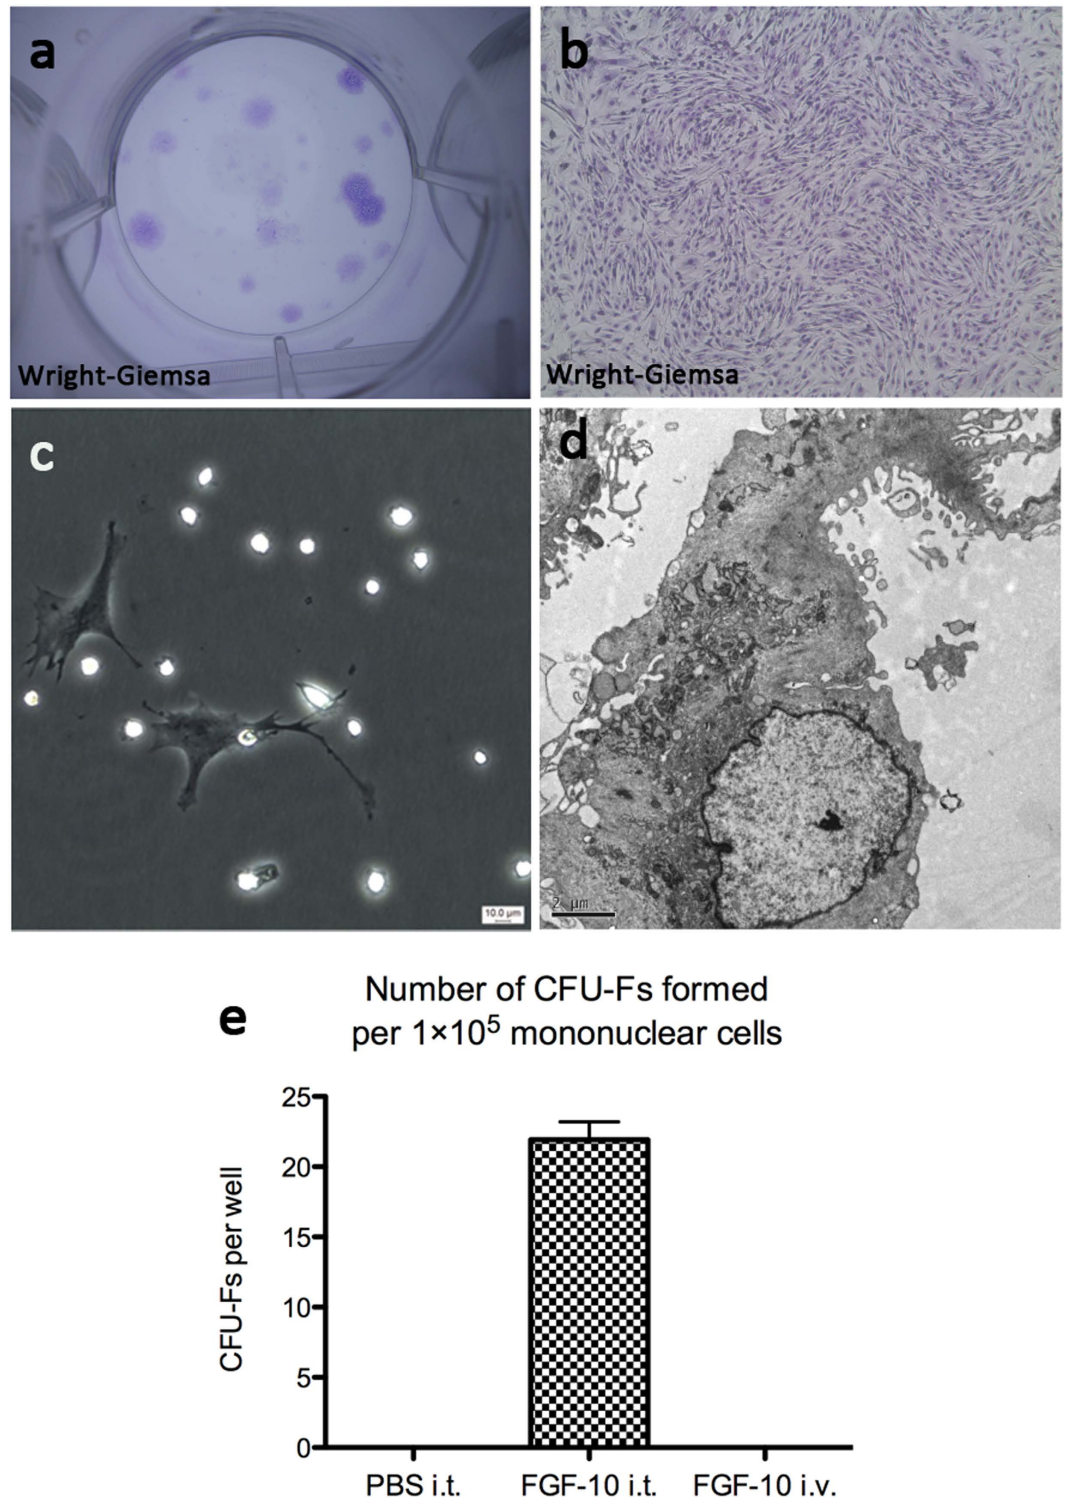 a
Wright-Giemsa
b
Wright-Giemsa
c
10.0 µm
d
2 µm
e
Number of CFU-Fs formed
per 1×10⁵ mononuclear cells
CFU-Fs per well
25
20
15
10
5
0
PBS i.t.
FGF-10 i.t.
FGF-10 i.v.